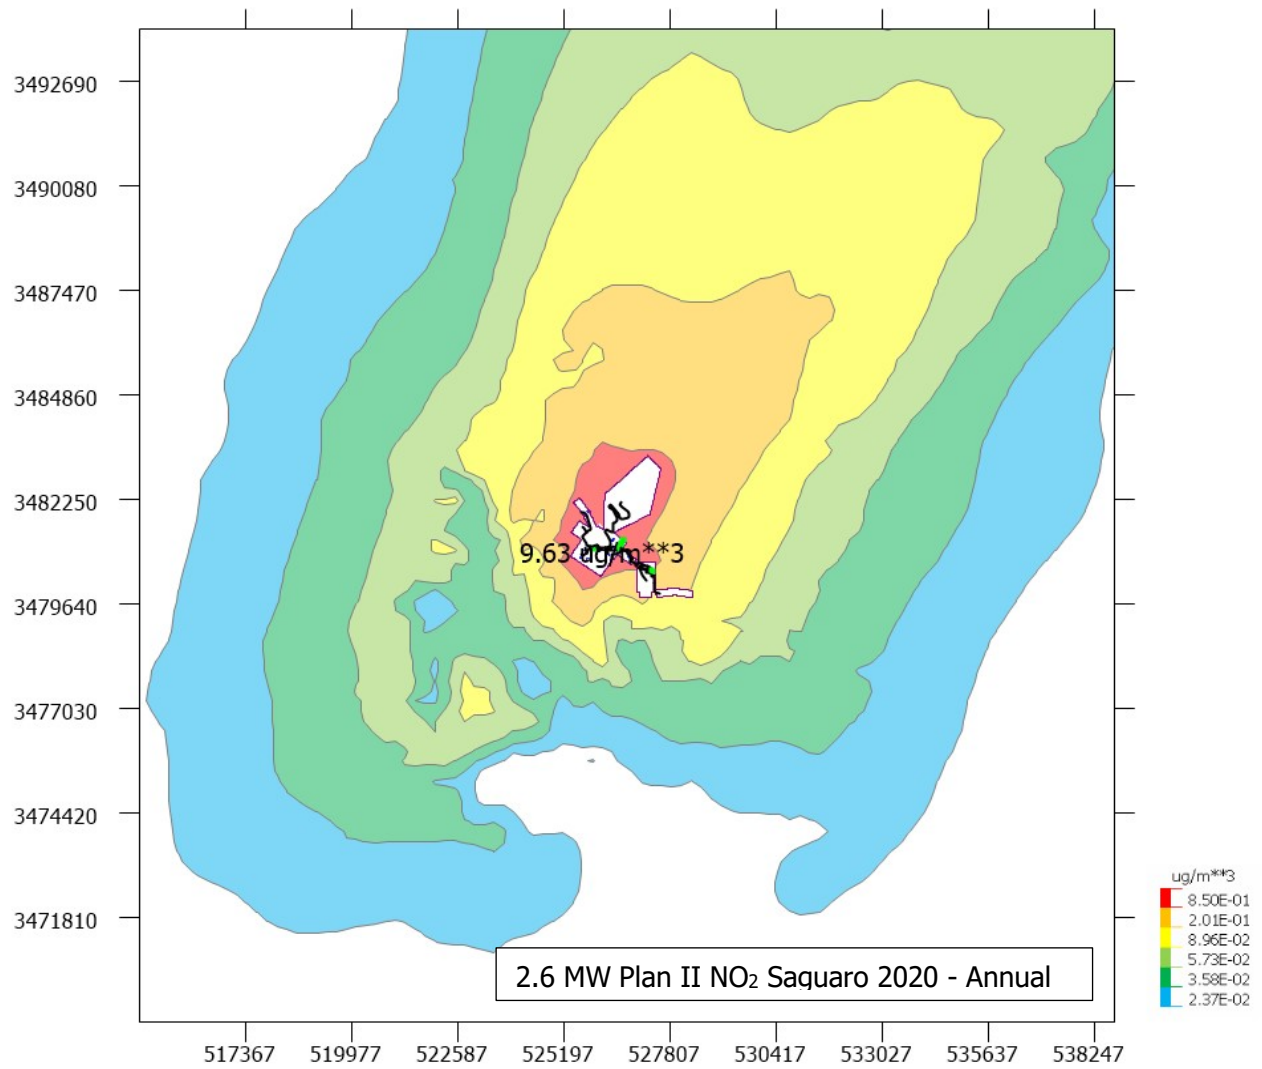 3492690
3490080
3487470
3484860
3482250
9.63 ug/m**3
3479640
3477030
3474420
3471810
ug/m**3
8.50E-01
2.01E-01
8.96E-02
5.73E-02
3.58E-02
2.37E-02
2.6 MW Plan II NO₂ Saguaro 2020 - Annual
517367 519977 522587 525197 527807 530417 533027 535637 538247